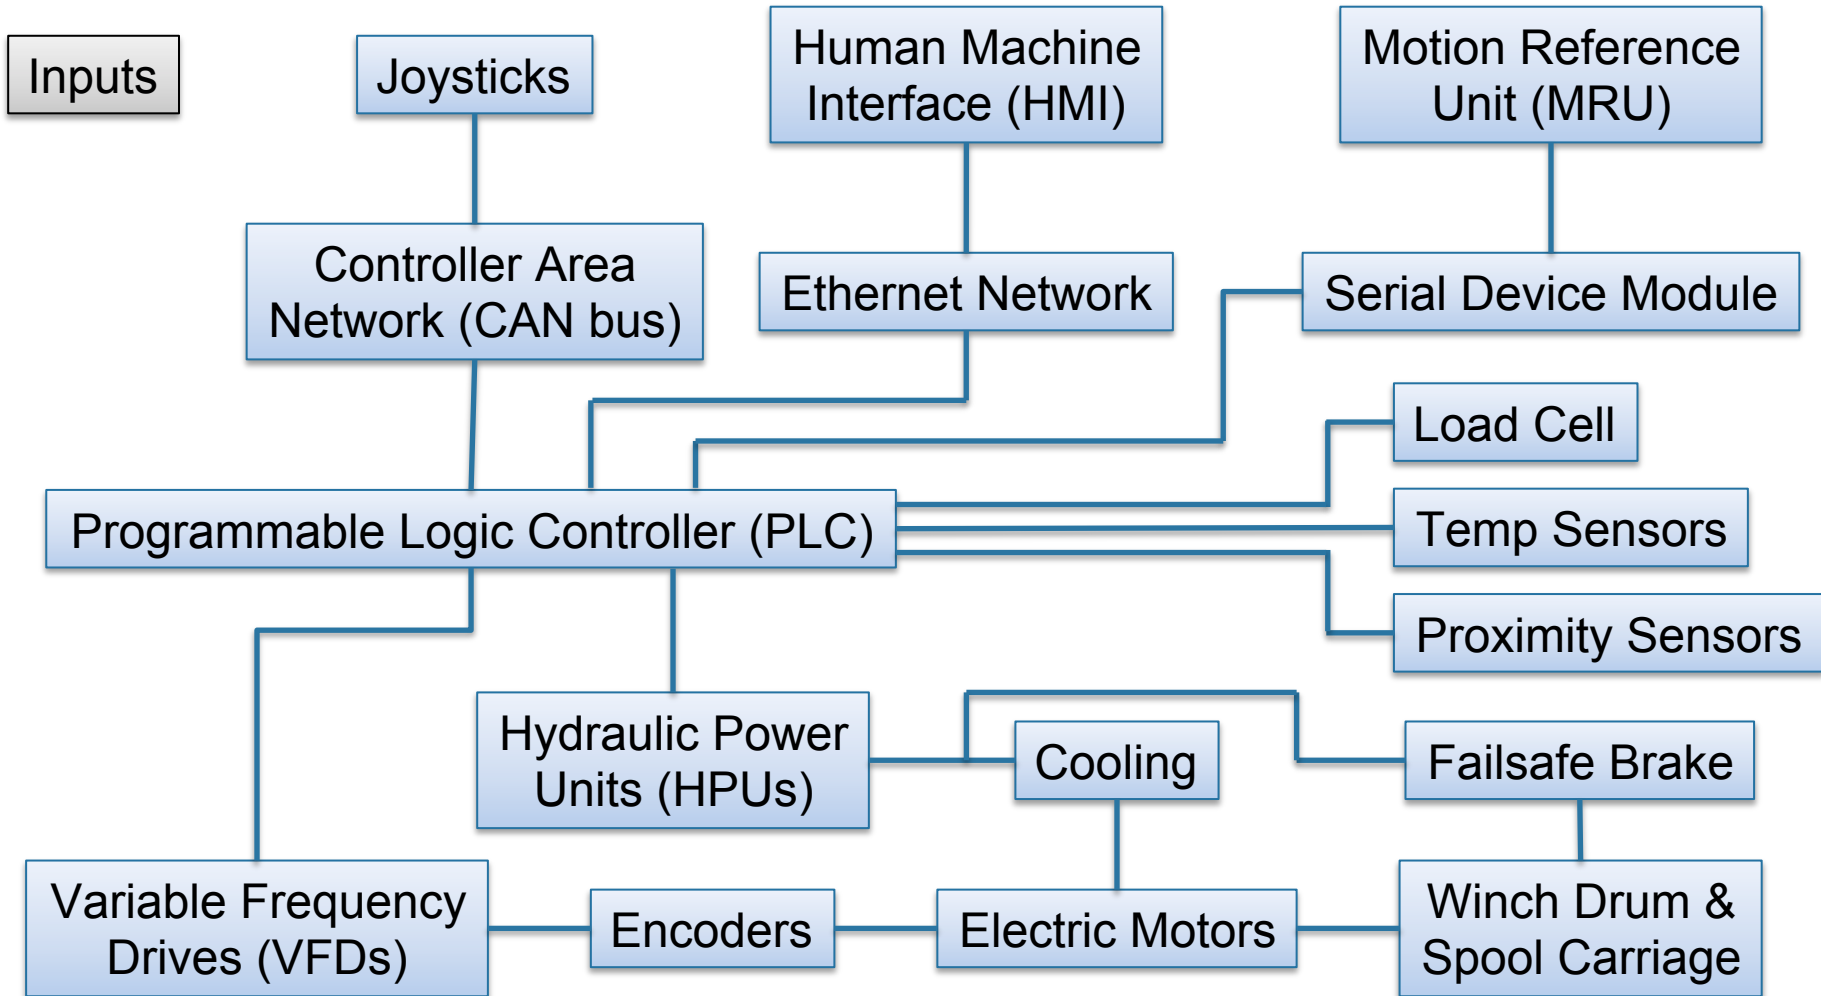 Inputs
Joysticks
Human Machine
Interface (HMI)
Motion Reference
Unit (MRU)
Controller Area
Network (CAN bus)
Ethernet Network
Serial Device Module
Load Cell
Programmable Logic Controller (PLC)
Temp Sensors
Proximity Sensors
Hydraulic Power
Units (HPUs)
Cooling
Failsafe Brake
Variable Frequency
Drives (VFDs)
Encoders
Electric Motors
Winch Drum &
Spool Carriage